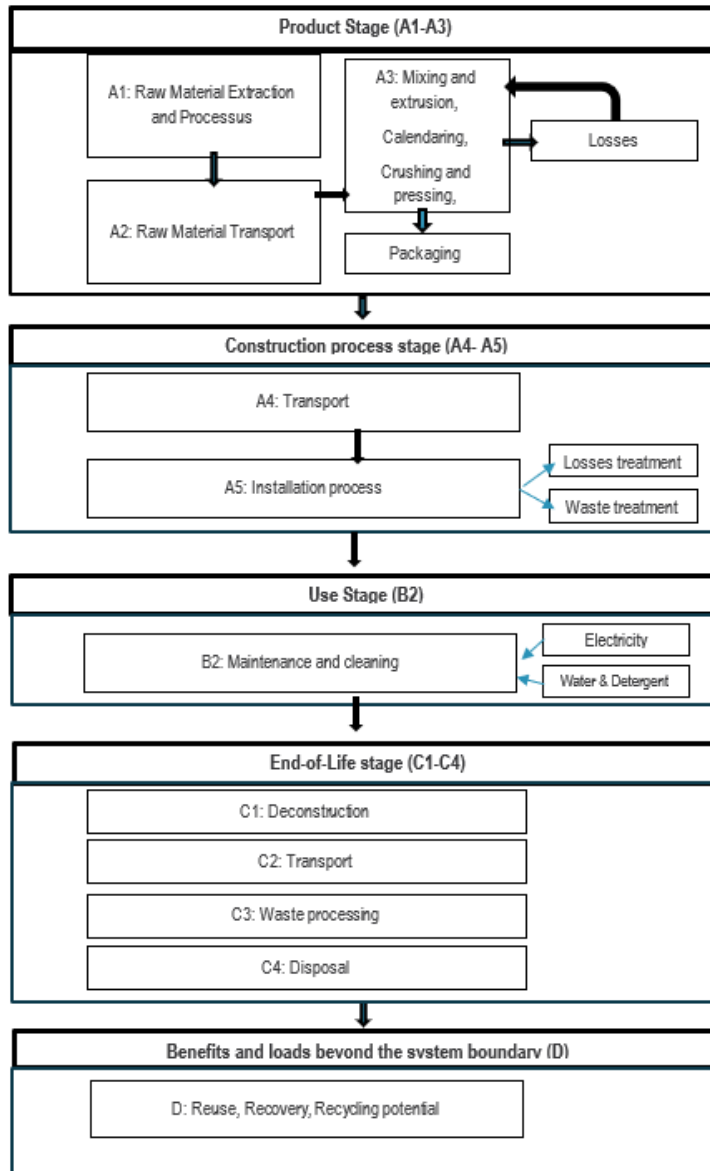 Product Stage (A1-A3)
A1: Raw Material Extraction
and Processus
A2: Raw Material Transport
A3: Mixing and
extrusion,
Calendaring,
Crushing and
pressing,
Losses
Packaging
Construction process stage (A4- A5)
A4: Transport
A5: Installation process
Losses treatment
Waste treatment
Use Stage (B2)
B2: Maintenance and cleaning
Electricity
Water & Detergent
End-of-Life stage (C1-C4)
C1: Deconstruction
C2: Transport
C3: Waste processing
C4: Disposal
Benefits and loads beyond the system boundary (D)
D: Reuse, Recovery, Recycling potential